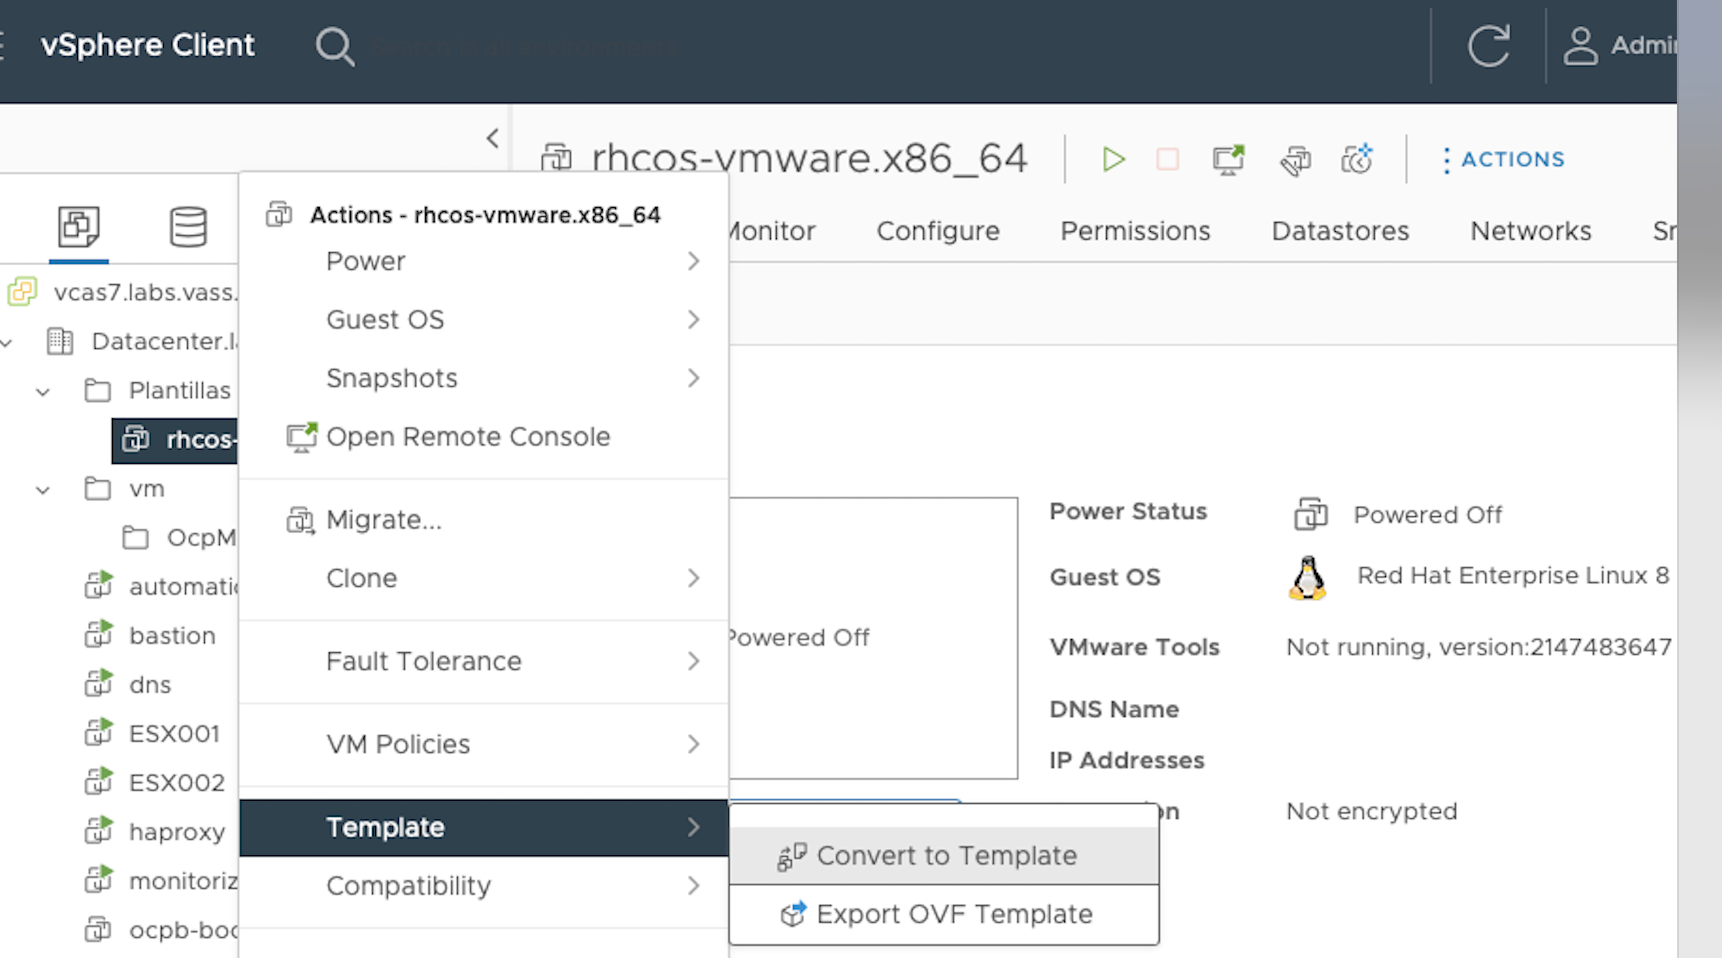 vSphere Client
Admi
rhcos-vmware.x86_64
ACTIONS
Monitor
Configure
Permissions
Datastores
Networks
vcas7.labs.vass.
Datacenter.l
Plantillas
rhcos-
vm
OcpM
automatic
bastion
dns
ESX001
ESX002
haproxy
monitoriz
ocpb-boo
Actions - rhcos-vmware.x86_64
Power
Guest OS
Snapshots
Open Remote Console
Migrate...
Clone
Fault Tolerance
VM Policies
Template
Compatibility
Convert to Template
Export OVF Template
Powered Off
Power Status
Powered Off
Guest OS
Red Hat Enterprise Linux 8
VMware Tools
Not running, version:2147483647
DNS Name
IP Addresses
n
Not encrypted